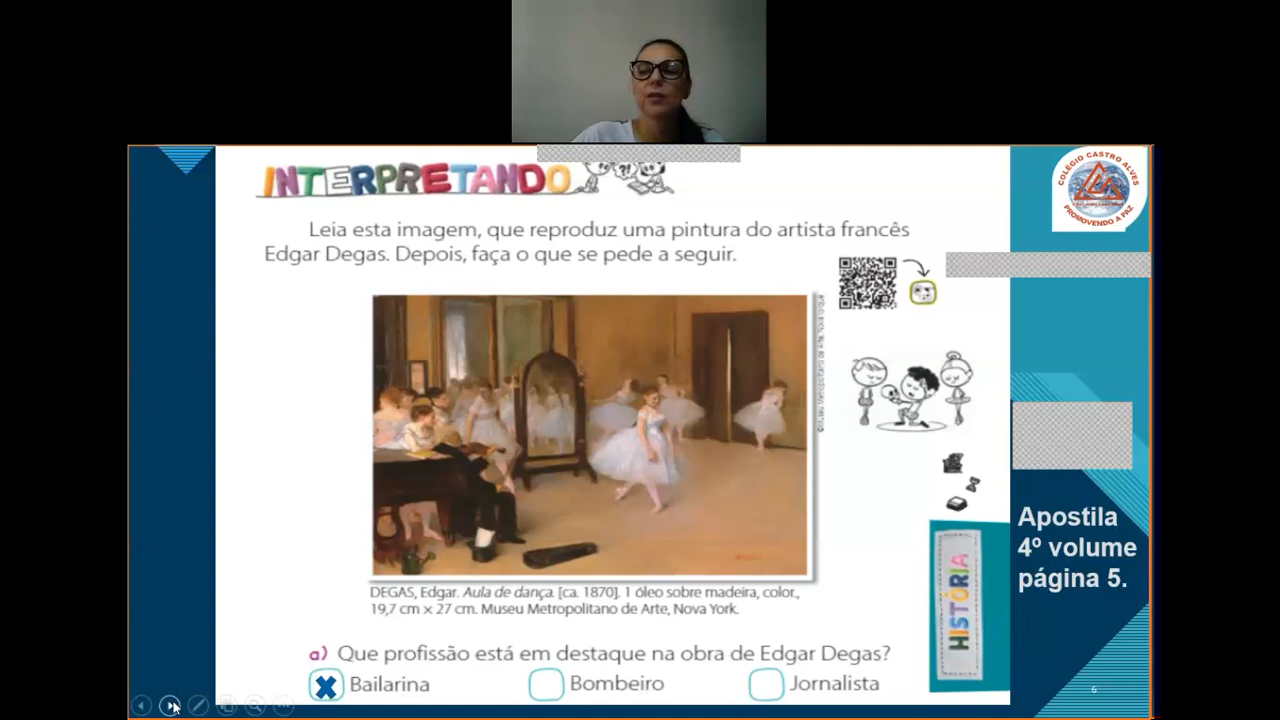 INTERPRETANDO
Leia esta imagem, que reproduz uma pintura do artista francês
Edgar Degas. Depois, faça o que se pede a seguir.
COLÉGIO CASTRO ALVES
PROMOVENDO A PAZ
DEGAS, Edgar. Aula de dança. [ca. 1870]. 1 óleo sobre madeira, color.,
19,7 cm × 27 cm. Museu Metropolitano de Arte, Nova York.
a) Que profissão está em destaque na obra de Edgar Degas?
Bailarina
Bombeiro
Jornalista
HISTÓRIA
Apostila
4º volume
página 5.
6